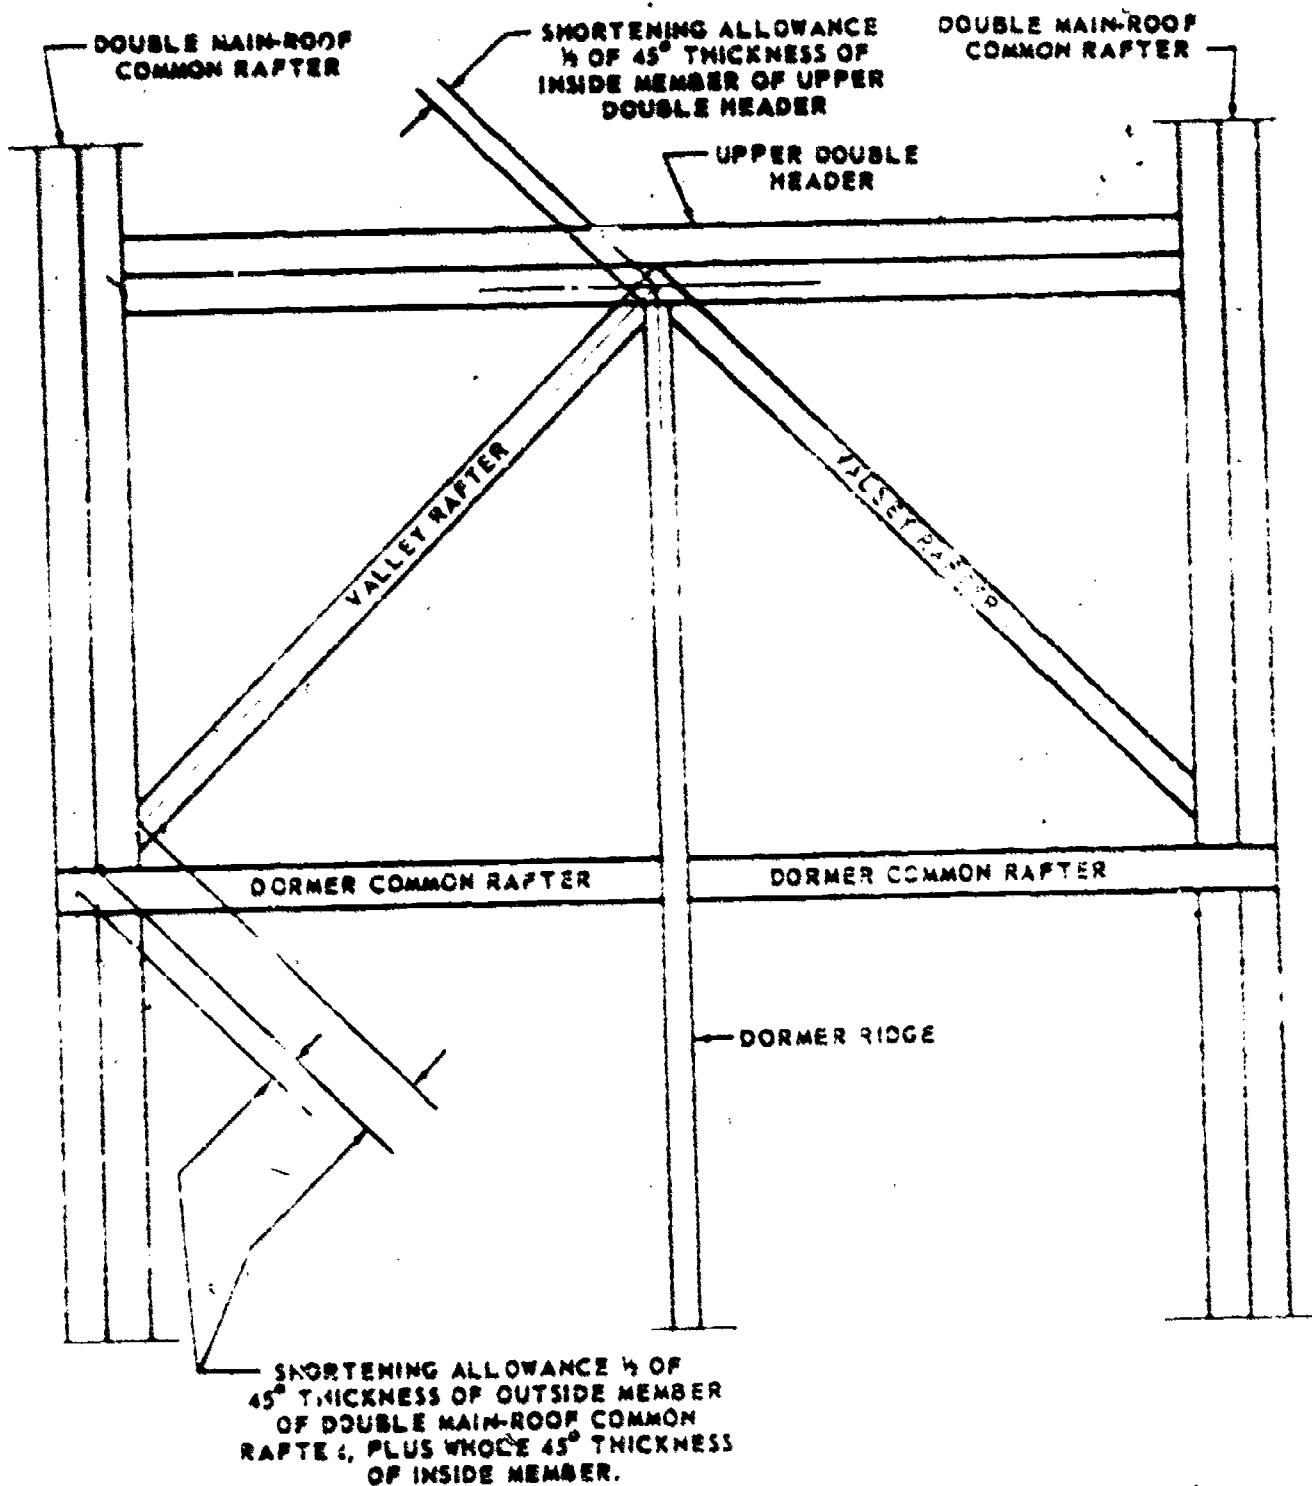 DOUBLE MAIN-ROOF
COMMON RAFTER
SHORTENING ALLOWANCE
½ OF 45° THICKNESS OF
INSIDE MEMBER OF UPPER
DOUBLE HEADER
DOUBLE MAIN-ROOF
COMMON RAFTER
UPPER DOUBLE
HEADER
VALLEY RAFTER
VALLEY RAFTER
DORMER COMMON RAFTER
DORMER COMMON RAFTER
DORMER RIDGE
SHORTENING ALLOWANCE ½ OF
45° THICKNESS OF OUTSIDE MEMBER
OF DOUBLE MAIN-ROOF COMMON
RAFTER, PLUS WHOLE 45° THICKNESS
OF INSIDE MEMBER.